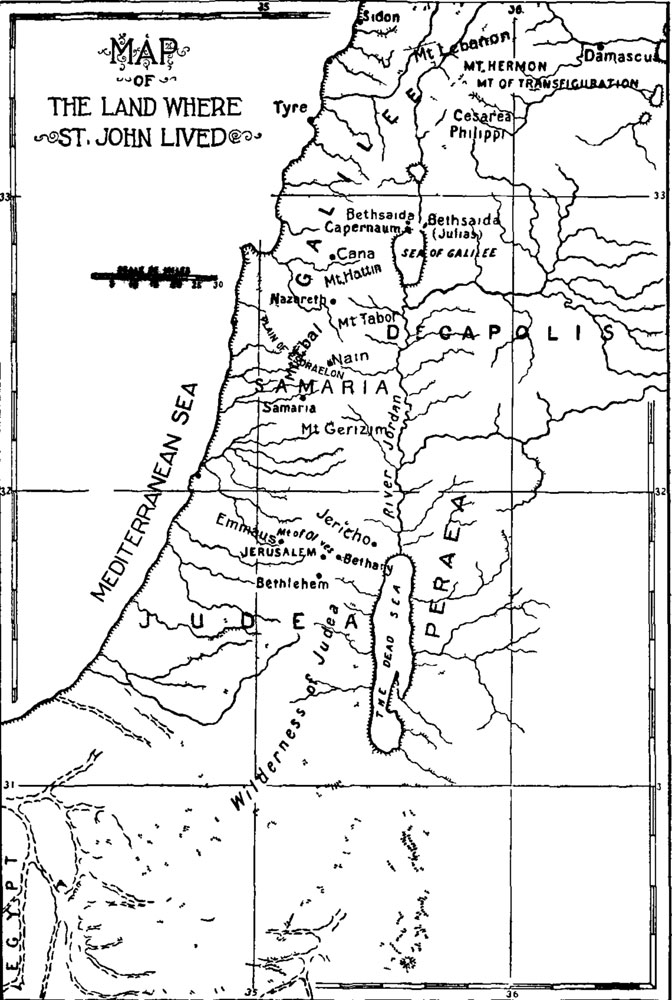 35
36
Sidon
MAP
OF
THE LAND WHERE
ST. JOHN LIVED
Mt Lebanon
Damascus
MT. HERMON
MT OF TRANSFIGURATION
Tyre
Cesarea
Philippi
GALILEE
33
33
Bethsaida
Capernaum
Bethsaida
(Julias)
SEA OF GALILEE
Cana
Mt. Hattin
SCALE OF MILES
30
Nazareth
Mt Tabor
DECAPOLIS
PLAIN OF ESDRAELON
Mt Ebal
Nain
SAMARIA
Samaria
Mt Gerizim
River Jordan
MEDITERRANEAN SEA
32
32
Jericho
Emmaus
Mt of Olives
JERUSALEM
Bethany
Bethlehem
PERAEA
JUDEA
THE DEAD SEA
Wilderness of Judea
31
3
EGYPT
35
36